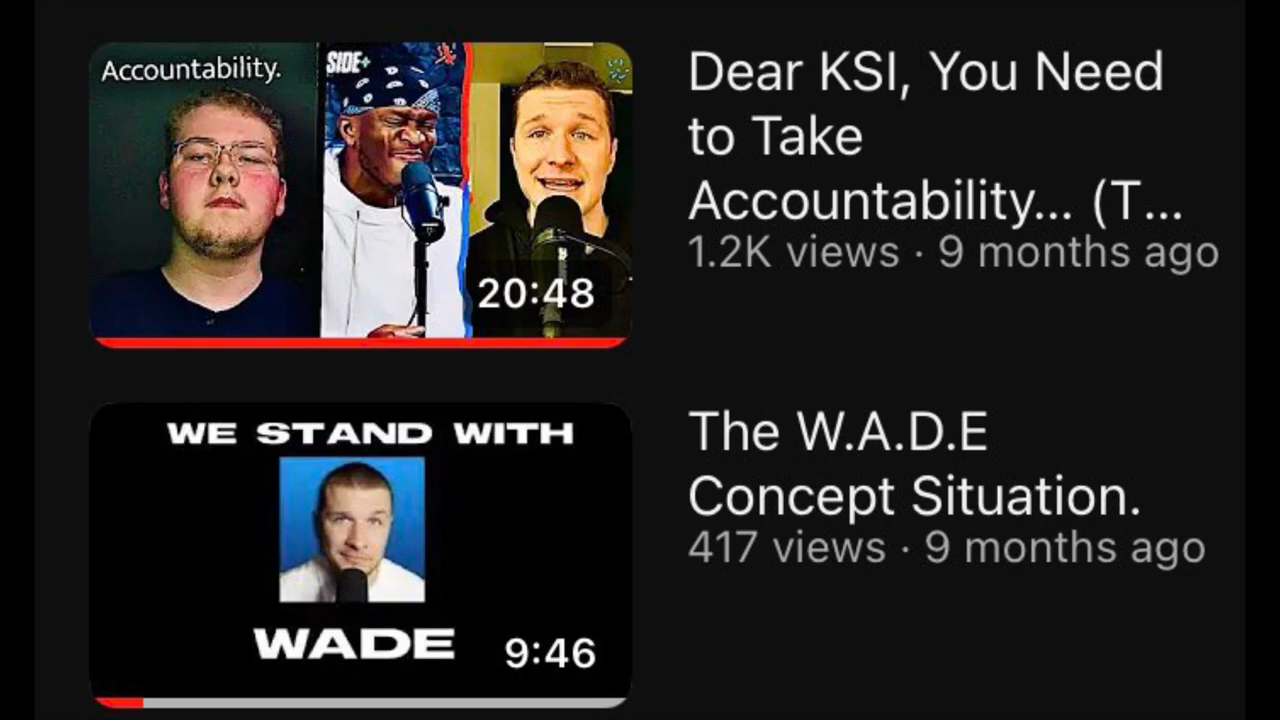 Accountability.
SIDE+
20:48
Dear KSI, You Need
to Take
Accountability... (T...
1.2K views · 9 months ago
WE STAND WITH
WADE
9:46
The W.A.D.E
Concept Situation.
417 views · 9 months ago